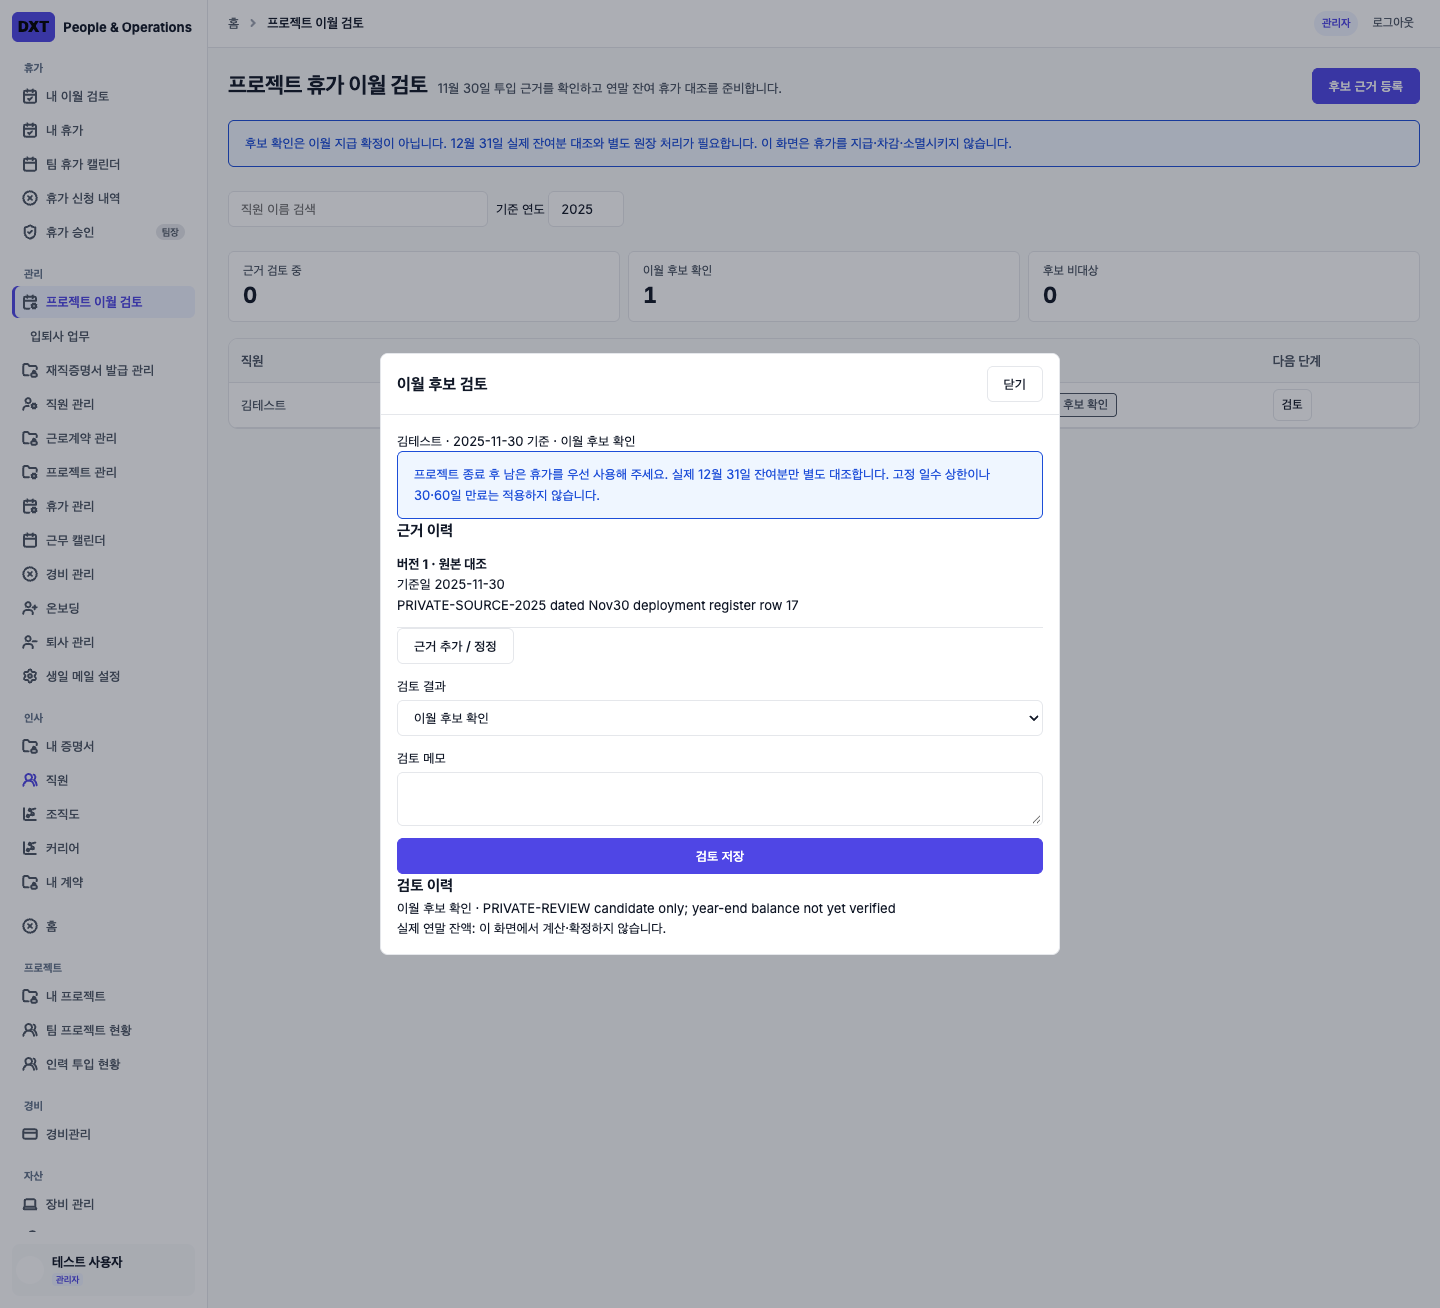 DXT People & Operations
휴가
내 이월 검토
내 휴가
팀 휴가 캘린더
휴가 신청 내역
휴가 승인 팀장
관리
프로젝트 이월 검토
입퇴사 업무
재직증명서 발급 관리
직원 관리
근로계약 관리
프로젝트 관리
휴가 관리
근무 캘린더
경비 관리
온보딩
퇴사 관리
생일 메일 설정
인사
내 증명서
직원
조직도
커리어
내 계약
홈
프로젝트
내 프로젝트
팀 프로젝트 현황
인력 투입 현황
경비
경비관리
자산
장비 관리
테스트 사용자
관리자
홈 > 프로젝트 이월 검토
관리자 로그아웃
프로젝트 휴가 이월 검토 11월 30일 투입 근거를 확인하고 연말 잔여 휴가 대조를 준비합니다.
후보 근거 등록
후보 확인은 이월 지급 확정이 아닙니다. 12월 31일 실제 잔여분 대조와 별도 원장 처리가 필요합니다. 이 화면은 휴가를 지급·차감·소멸시키지 않습니다.
직원 이름 검색 기준 연도 2025
근거 검토 중
0
이월 후보 확인
1
후보 비대상
0
직원 다음 단계
김테스트 후보 확인 검토
이월 후보 검토 닫기
김테스트 · 2025-11-30 기준 · 이월 후보 확인
프로젝트 종료 후 남은 휴가를 우선 사용해 주세요. 실제 12월 31일 잔여분만 별도 대조합니다. 고정 일수 상한이나
30·60일 만료는 적용하지 않습니다.
근거 이력
버전 1 · 원본 대조
기준일 2025-11-30
PRIVATE-SOURCE-2025 dated Nov30 deployment register row 17
근거 추가 / 정정
검토 결과
이월 후보 확인
검토 메모
검토 저장
검토 이력
이월 후보 확인 · PRIVATE-REVIEW candidate only; year-end balance not yet verified
실제 연말 잔액: 이 화면에서 계산·확정하지 않습니다.